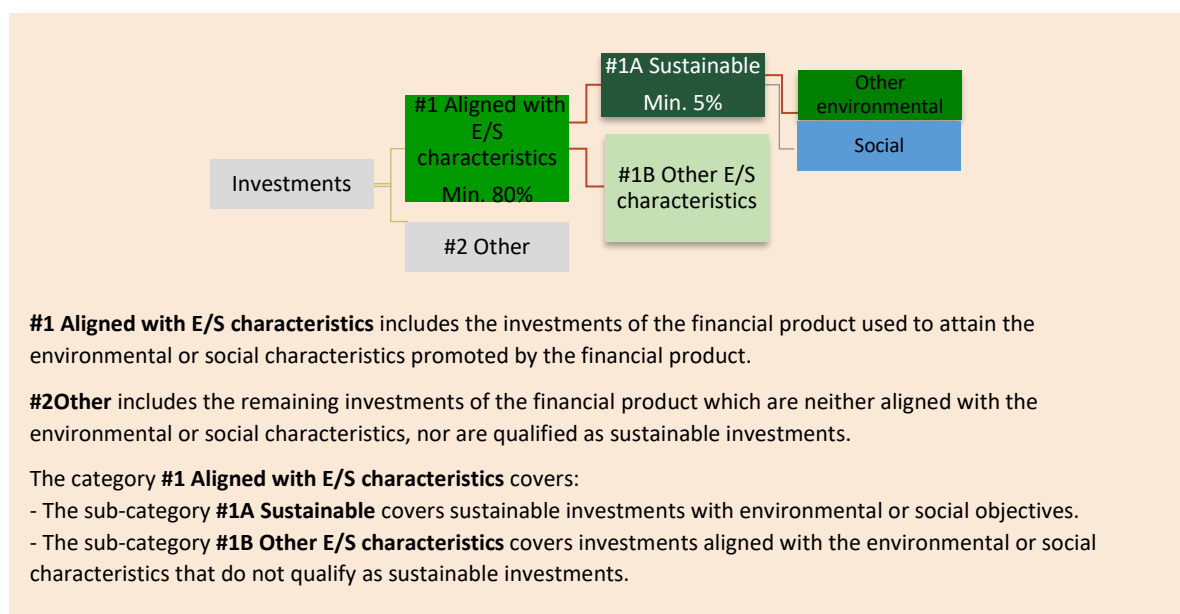 Investments
#1 Aligned with
E/S
characteristics
Min. 80%
#2 Other
#1A Sustainable
Min. 5%
#1B Other E/S
characteristics
Other
environmental
Social
#1 Aligned with E/S characteristics includes the investments of the financial product used to attain the
environmental or social characteristics promoted by the financial product.
#2Other includes the remaining investments of the financial product which are neither aligned with the
environmental or social characteristics, nor are qualified as sustainable investments.
The category #1 Aligned with E/S characteristics covers:
- The sub-category #1A Sustainable covers sustainable investments with environmental or social objectives.
- The sub-category #1B Other E/S characteristics covers investments aligned with the environmental or social
characteristics that do not qualify as sustainable investments.